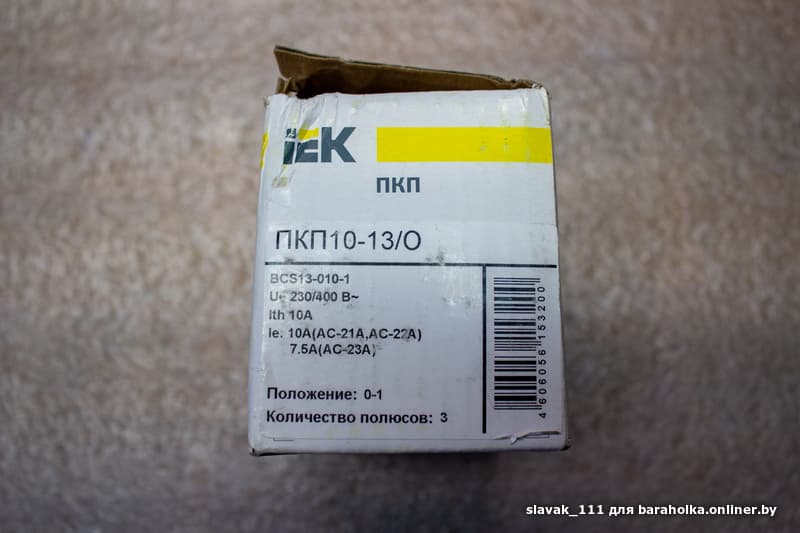 iEK
ПКП
ПКП10-13/О
BCS13-010-1
U~ 230/400 В~
Ith 10A
Ie: 10A(AC-21A,AC-22A)
7.5A(AC-23A)
Положение: 0-1
Количество полюсов: 3
4 606056 153200
slavak_111 для baraholka.onliner.by